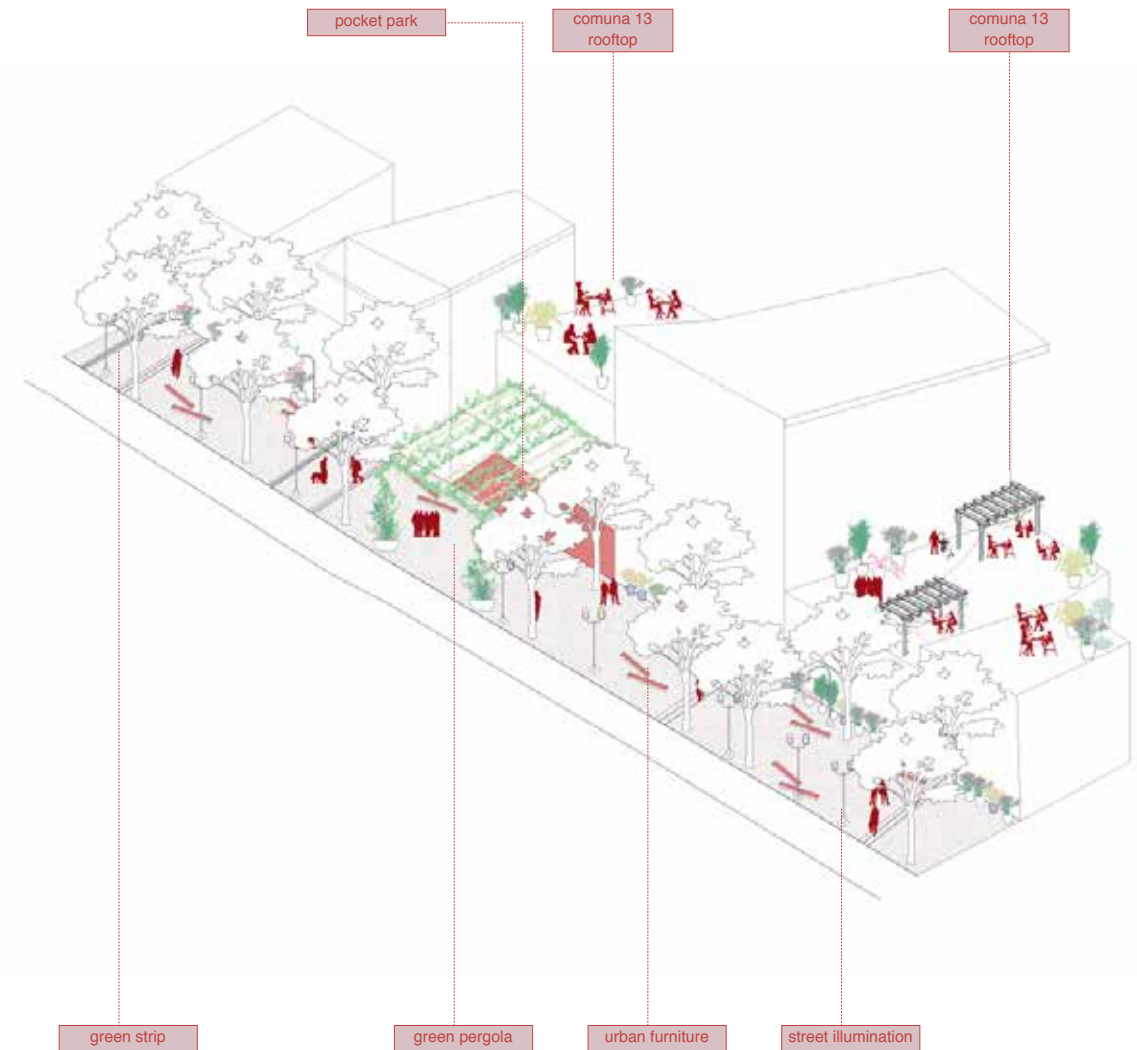 pocket park
comuna 13
rooftop
comuna 13
rooftop
green strip
green pergola
urban furniture
street illumination